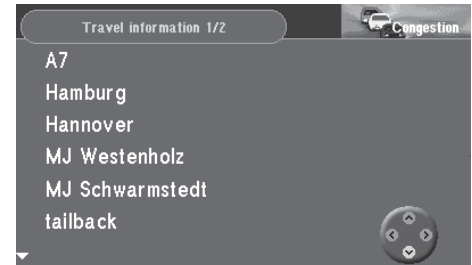 Travel information 1/2
Congestion
A7
Hamburg
Hannover
MJ Westenholz
MJ Schwarmstedt
tailback